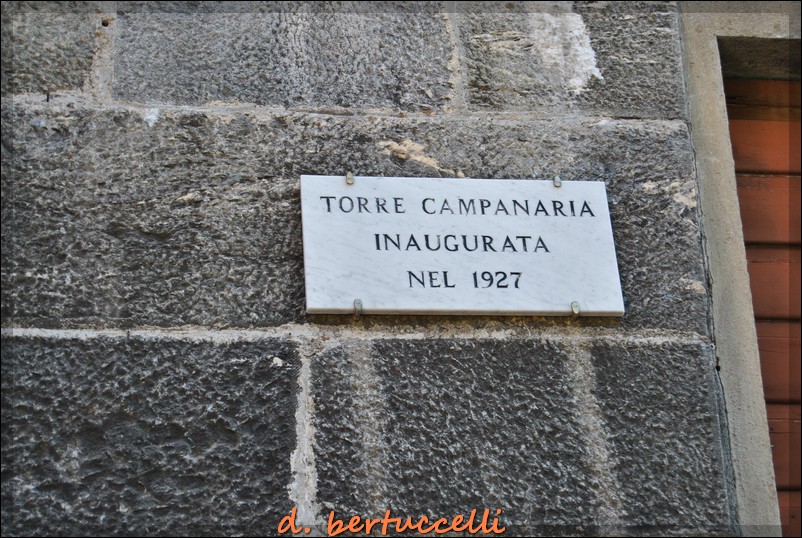 TORRE CAMPANARIA
INAUGURATA
NEL 1927
d. bertuccelli